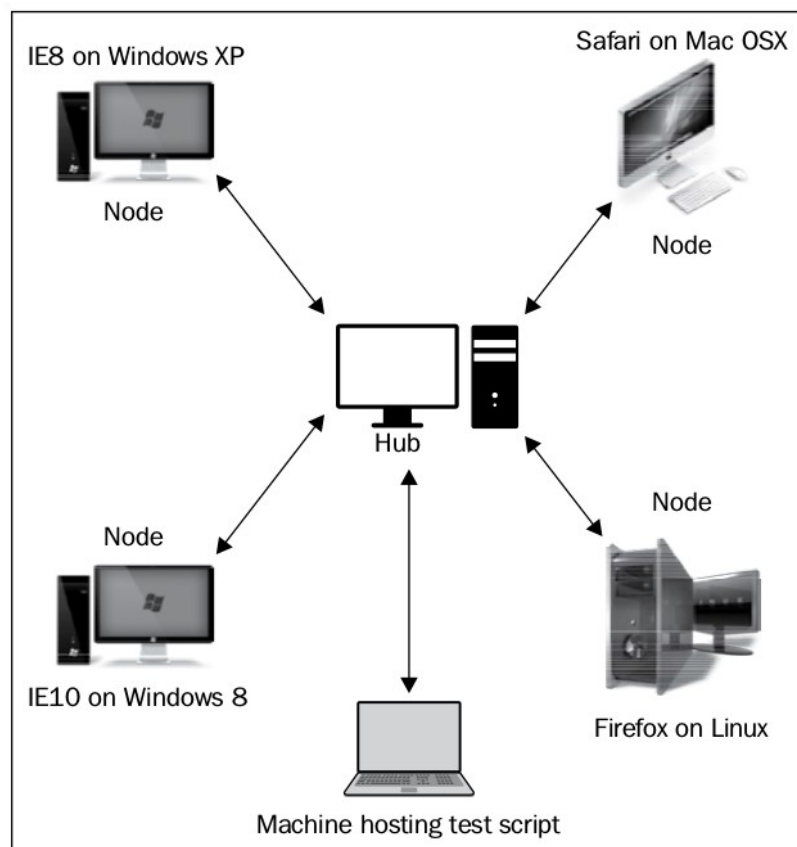 IE8 on Windows XP
Safari on Mac OSX
Node
Node
Hub
Node
Node
IE10 on Windows 8
Firefox on Linux
Machine hosting test script